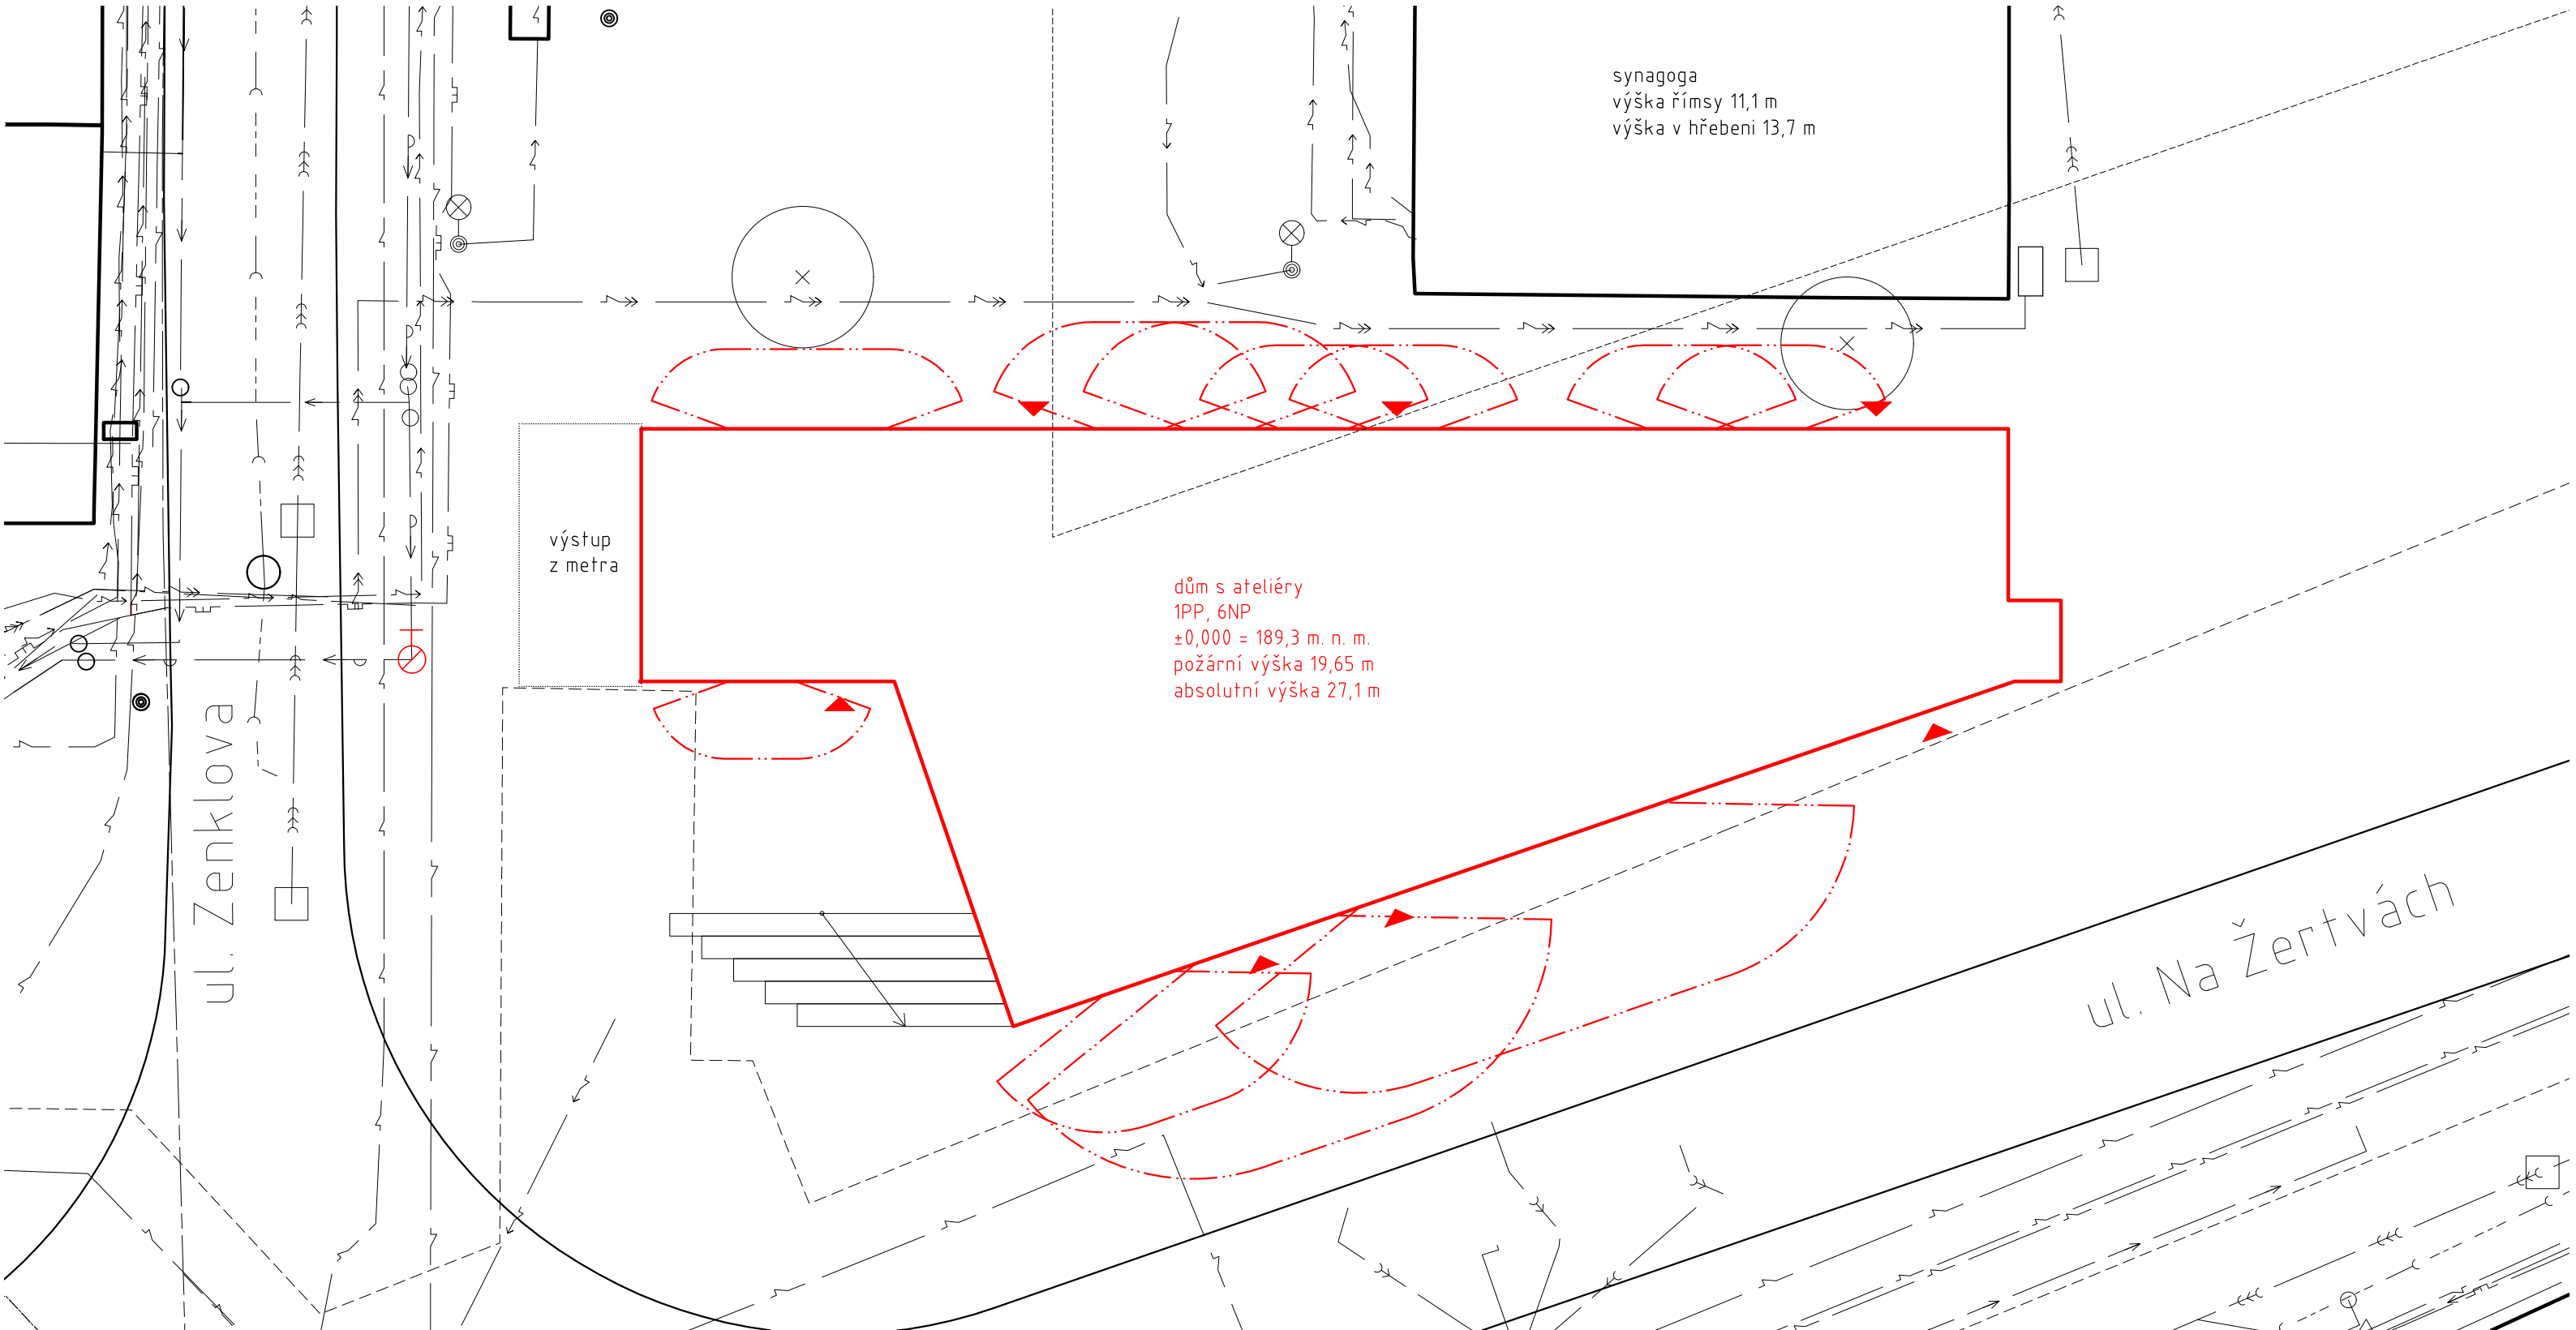 synagoga
výška římsy 11,1 m
výška v hřebeni 13,7 m
výstup
z metra
dům s ateliéry
1PP, 6NP
±0,000 = 189,3 m. n. m.
požární výška 19,65 m
absolutní výška 27,1 m
ul. Zenklova
ul. Na Žertvách